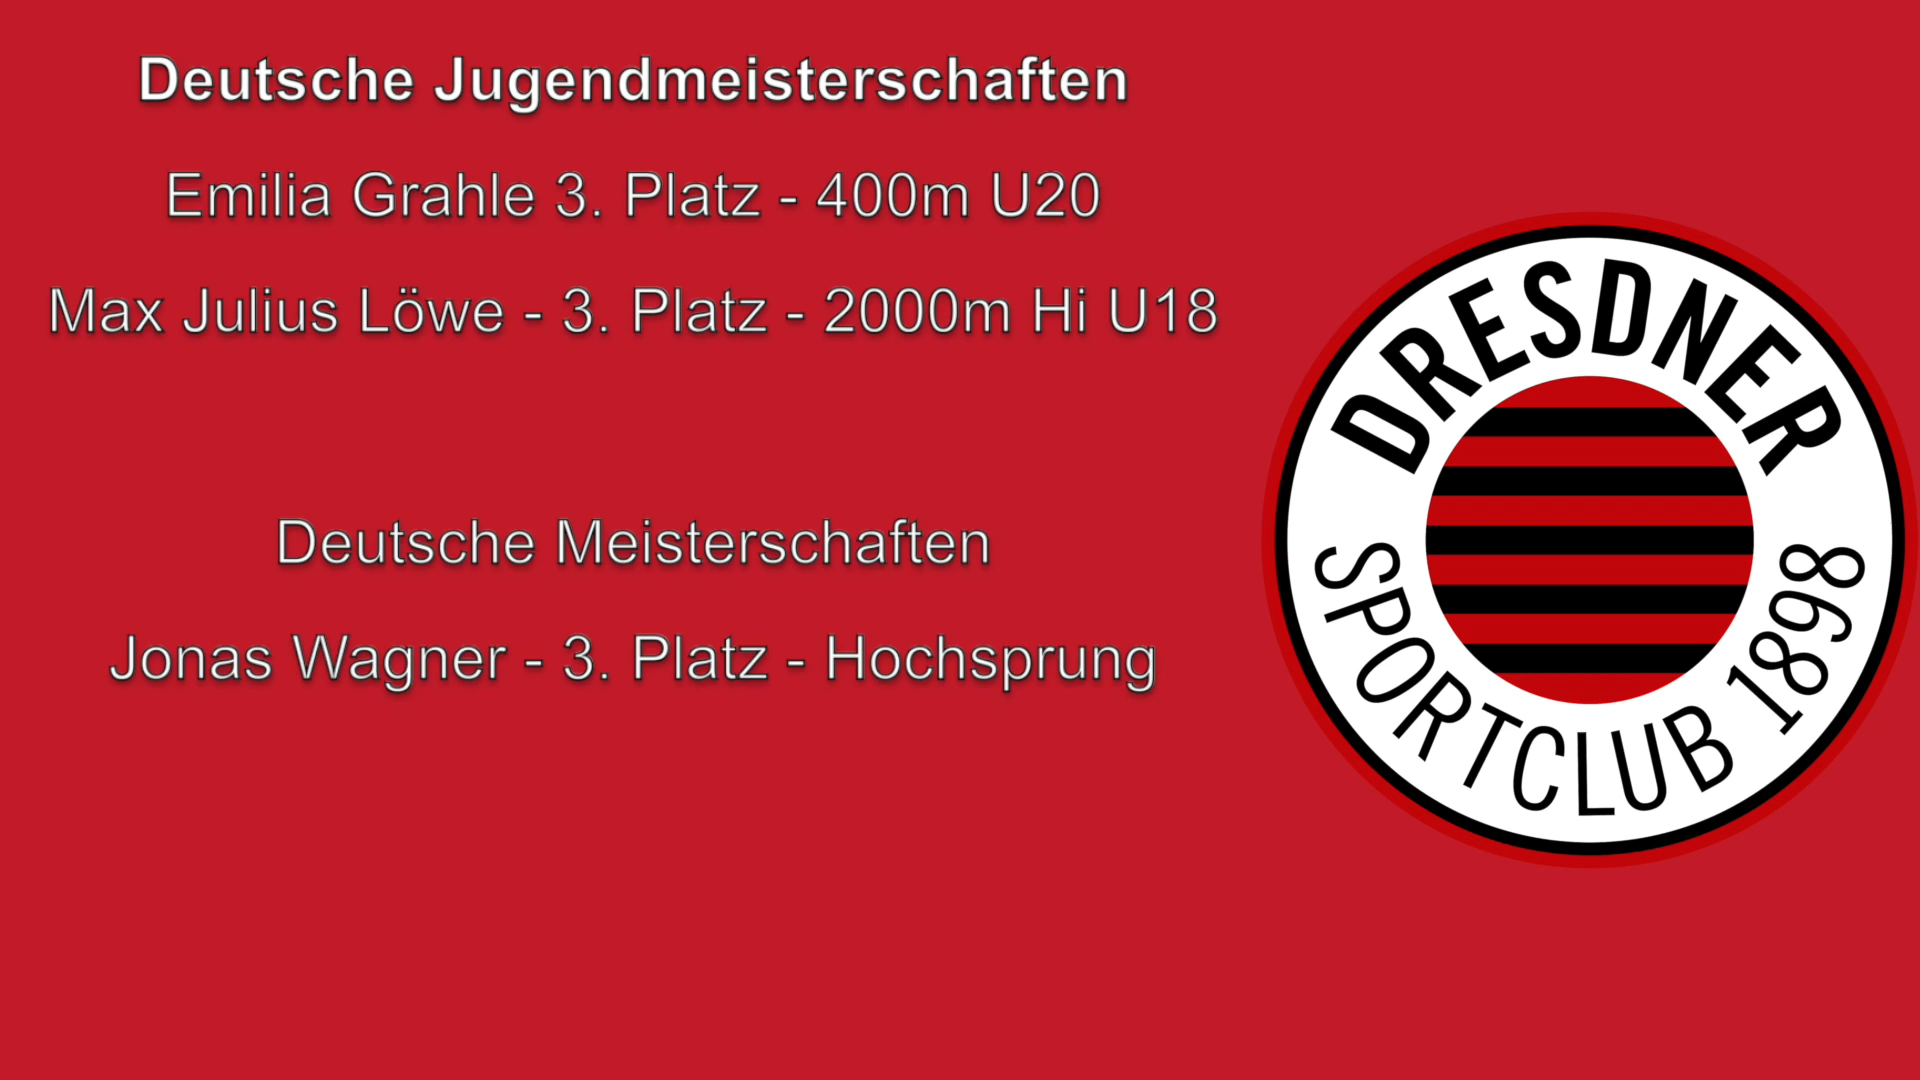 Deutsche Jugendmeisterschaften
Emilia Grahle 3. Platz - 400m U20
Max Julius Löwe - 3. Platz - 2000m Hi U18
Deutsche Meisterschaften
Jonas Wagner - 3. Platz - Hochsprung
DRESDNER
SPORTCLUB 1898